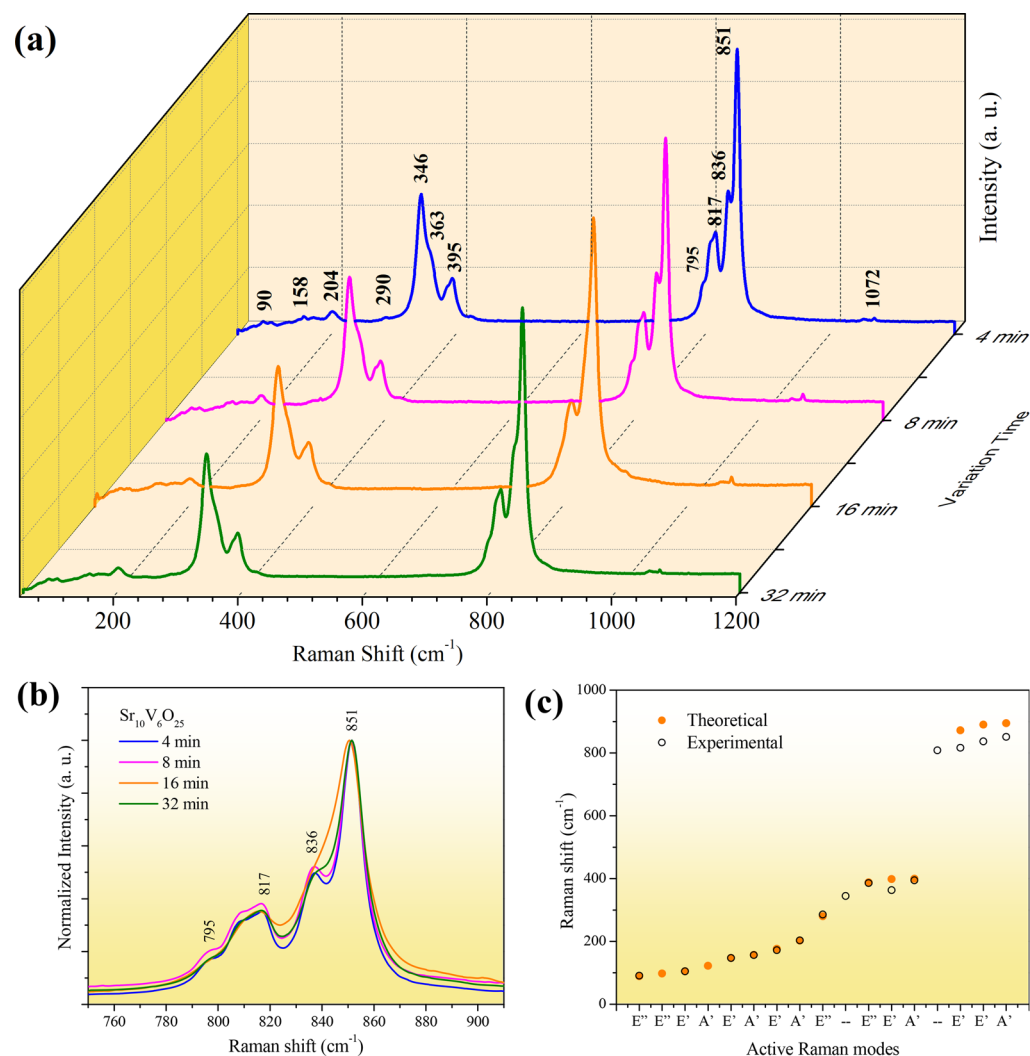 (a)
851
836
817
795
346
363
395
290
204
158
90
1072
Intensity (a. u.)
4 min
8 min
16 min
32 min
Variation Time
200 400 600 800 1000 1200
Raman Shift (cm⁻¹)
(b)
Sr₁₀V₆O₂₅
4 min
8 min
16 min
32 min
795
817
836
851
Normalized Intensity (a. u.)
760 780 800 820 840 860 880 900
Raman shift (cm⁻¹)
(c)
Theoretical
Experimental
1000
800
600
400
200
0
Raman shift (cm⁻¹)
E” E” E’ A’ E’ A’ E’ A’ E” -- E” E’ A’ -- E’ E’ A’
Active Raman modes